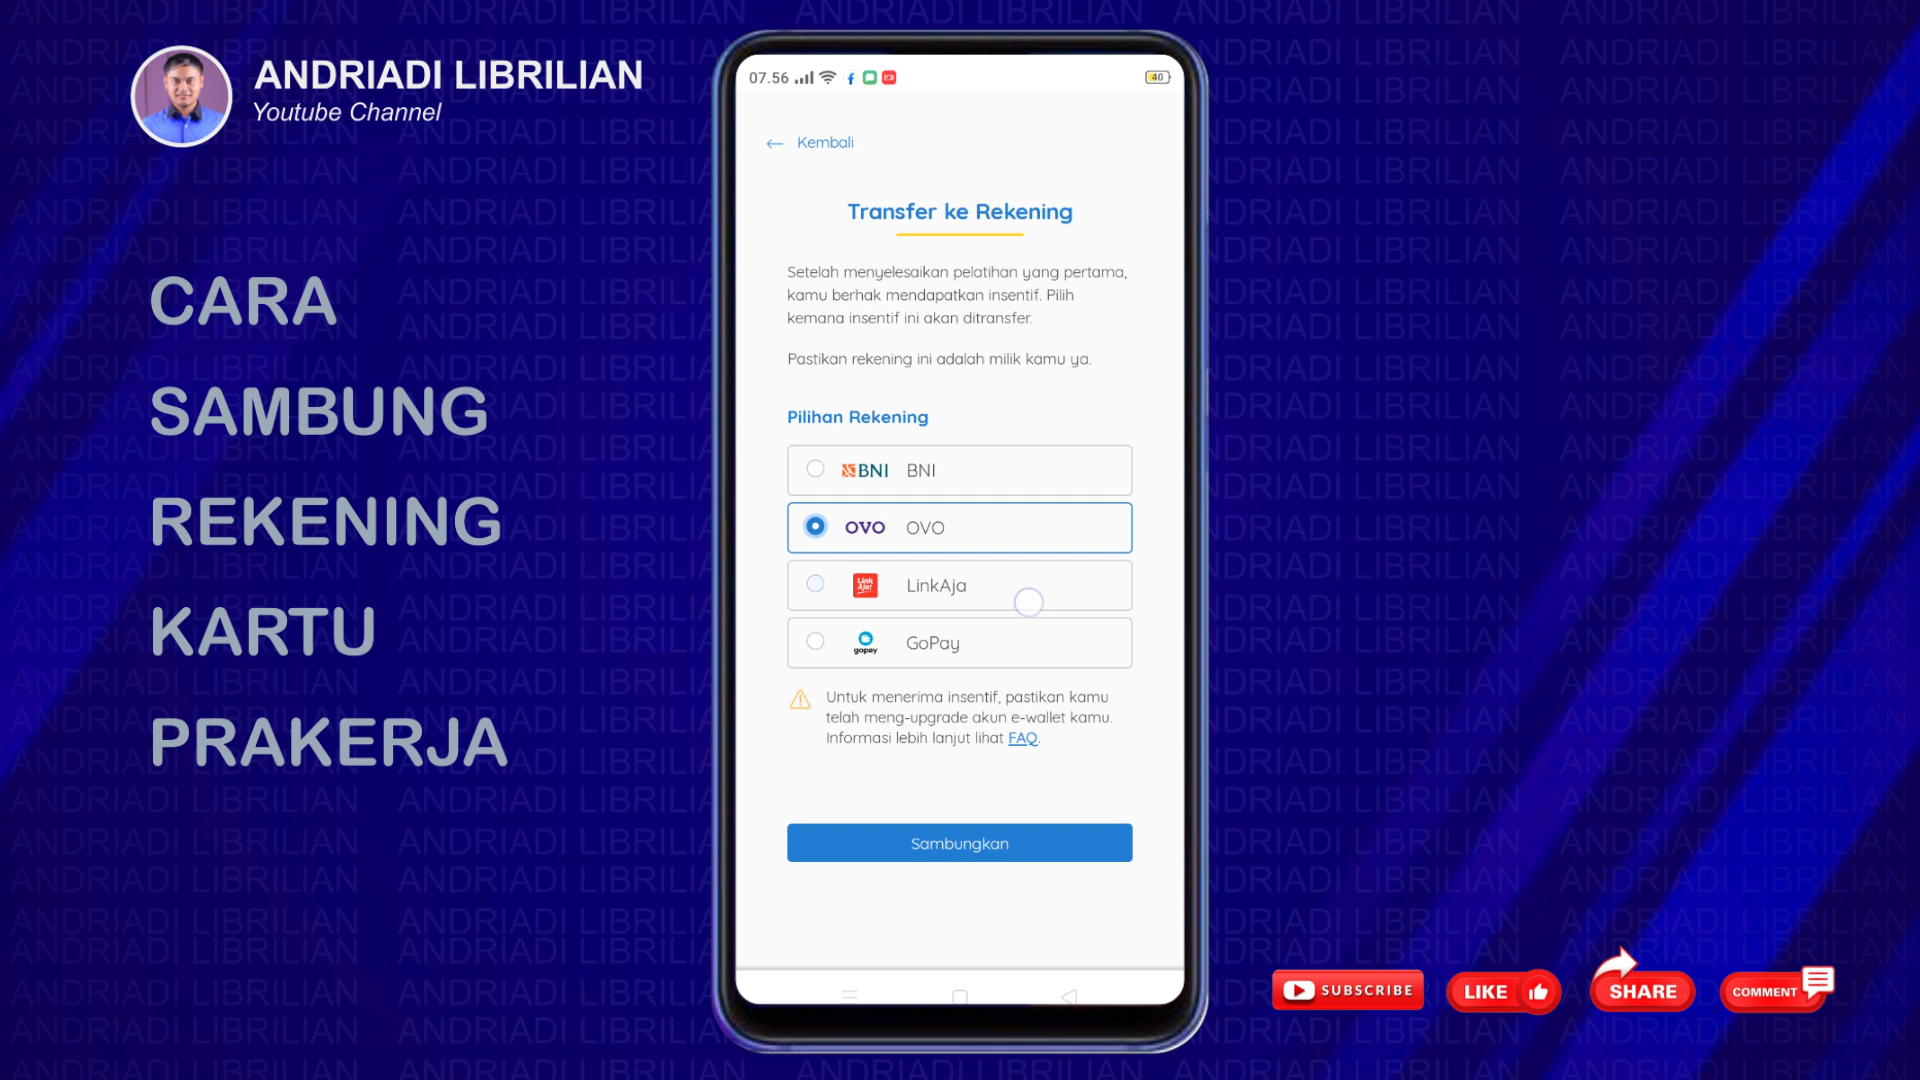 ANDRIADI LIBRILIAN
Youtube Channel
CARA
SAMBUNG
REKENING
KARTU
PRAKERJA
07.56
40
Kembali
Transfer ke Rekening
Setelah menyelesaikan pelatihan yang pertama,
kamu berhak mendapatkan insentif. Pilih
kemana insentif ini akan ditransfer.
Pastikan rekening ini adalah milik kamu ya.
Pilihan Rekening
BNI BNI
OVO OVO
Link Aja! LinkAja
gopay GoPay
Untuk menerima insentif, pastikan kamu
telah meng-upgrade akun e-wallet kamu.
Informasi lebih lanjut lihat FAQ.
Sambungkan
SUBSCRIBE
LIKE
SHARE
COMMENT